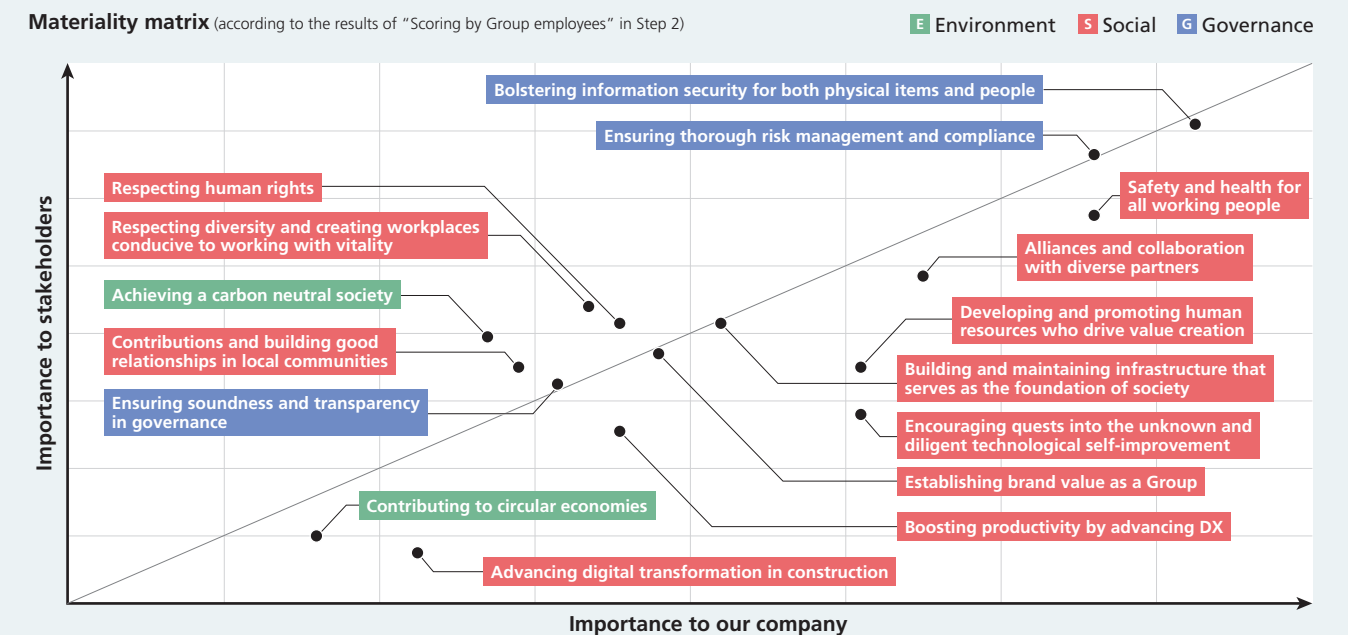 Materiality matrix (according to the results of “Scoring by Group employees” in Step 2)
E Environment S Social G Governance
Bolstering information security for both physical items and people
Ensuring thorough risk management and compliance
Respecting human rights
Safety and health for
all working people
Respecting diversity and creating workplaces
conducive to working with vitality
Alliances and collaboration
with diverse partners
Achieving a carbon neutral society
Developing and promoting human
resources who drive value creation
Contributions and building good
relationships in local communities
Building and maintaining infrastructure that
serves as the foundation of society
Ensuring soundness and transparency
in governance
Encouraging quests into the unknown and
diligent technological self-improvement
Establishing brand value as a Group
Contributing to circular economies
Boosting productivity by advancing DX
Advancing digital transformation in construction
Importance to stakeholders
Importance to our company